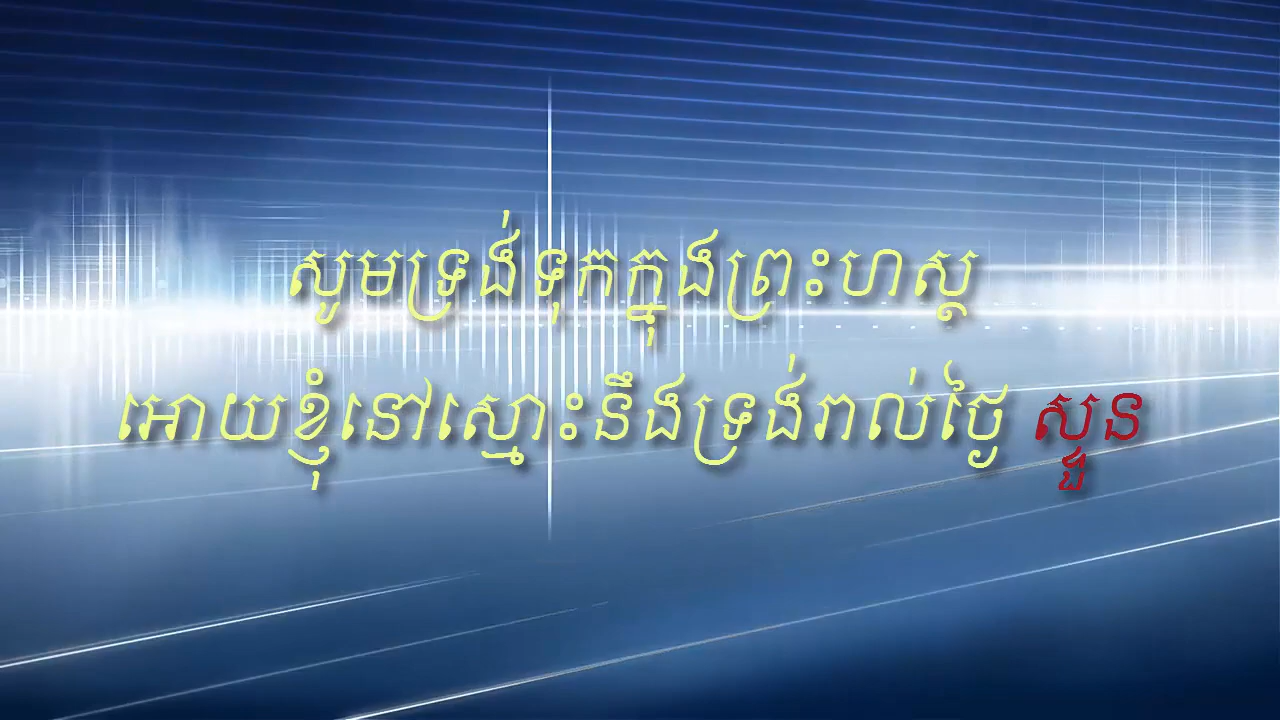 សូមទ្រង់ទុកក្នុងព្រះហស្ត
អោយខ្ញុំនៅស្មោះនឹងទ្រង់រាល់ថ្ងៃ ស្ទួន